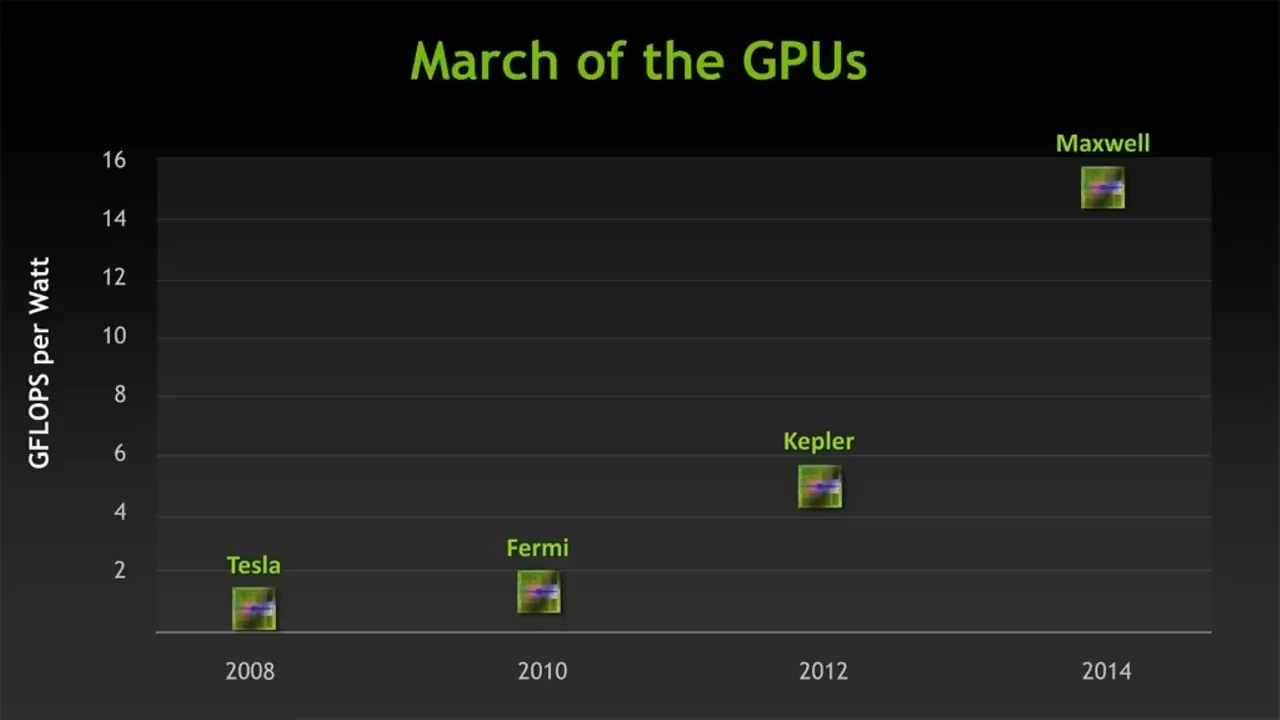 March of the GPUs
GFLOPS per Watt
16
14
12
10
8
6
4
2
Maxwell
Kepler
Fermi
Tesla
2008
2010
2012
2014